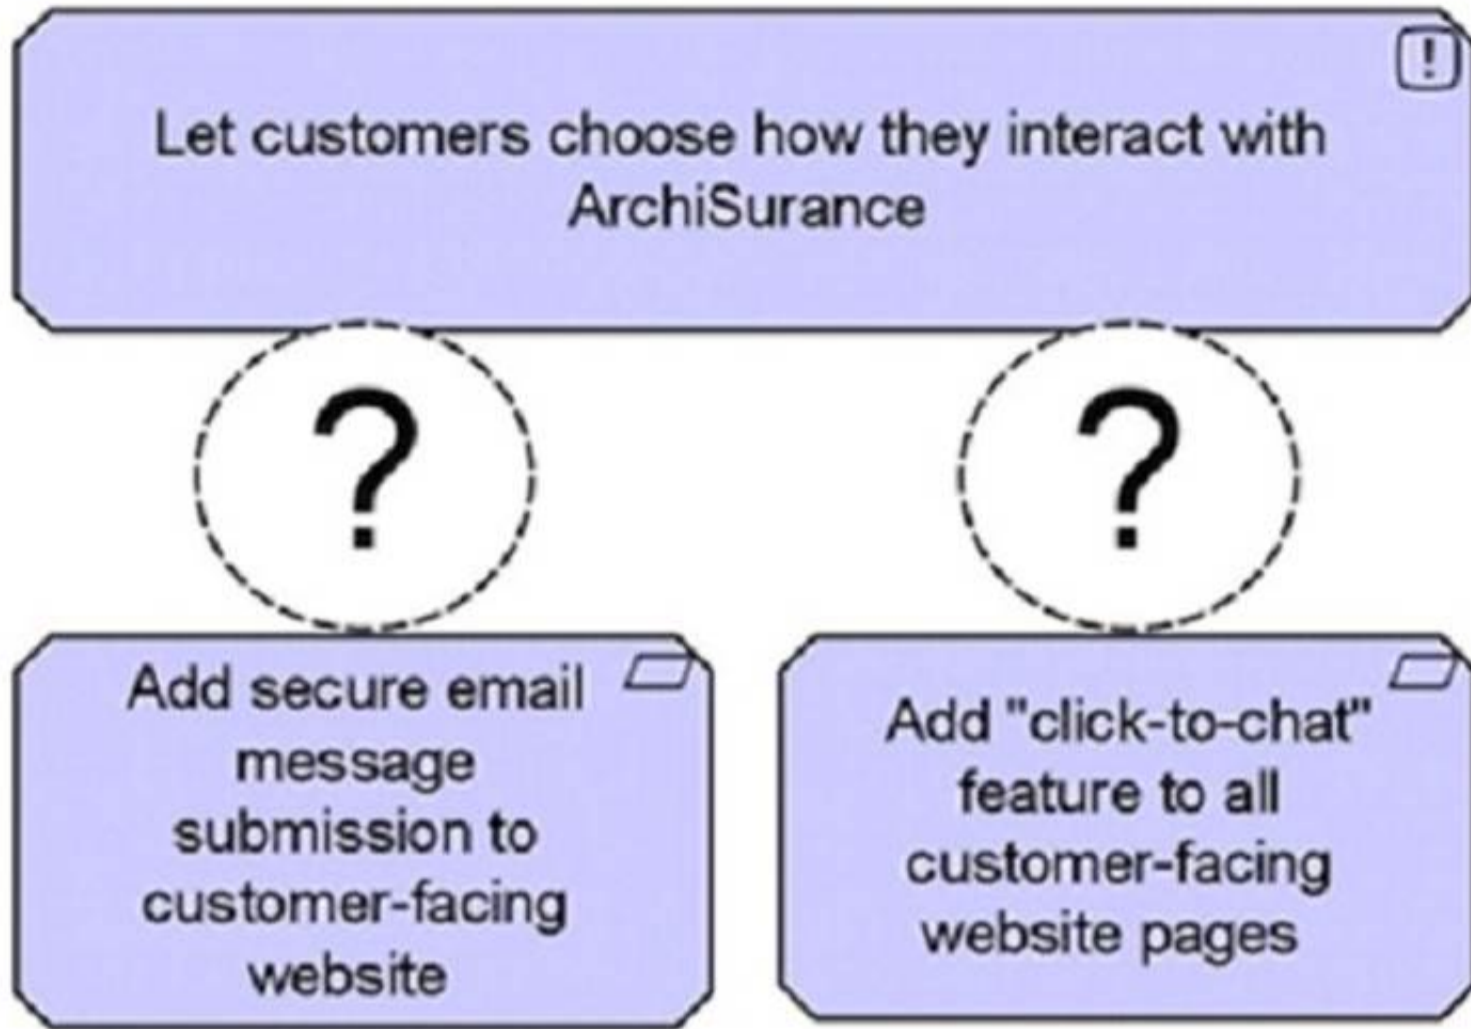 !
Let customers choose how they interact with
ArchiSurance
?
?
Add secure email
message
submission to
customer-facing
website
Add "click-to-chat"
feature to all
customer-facing
website pages